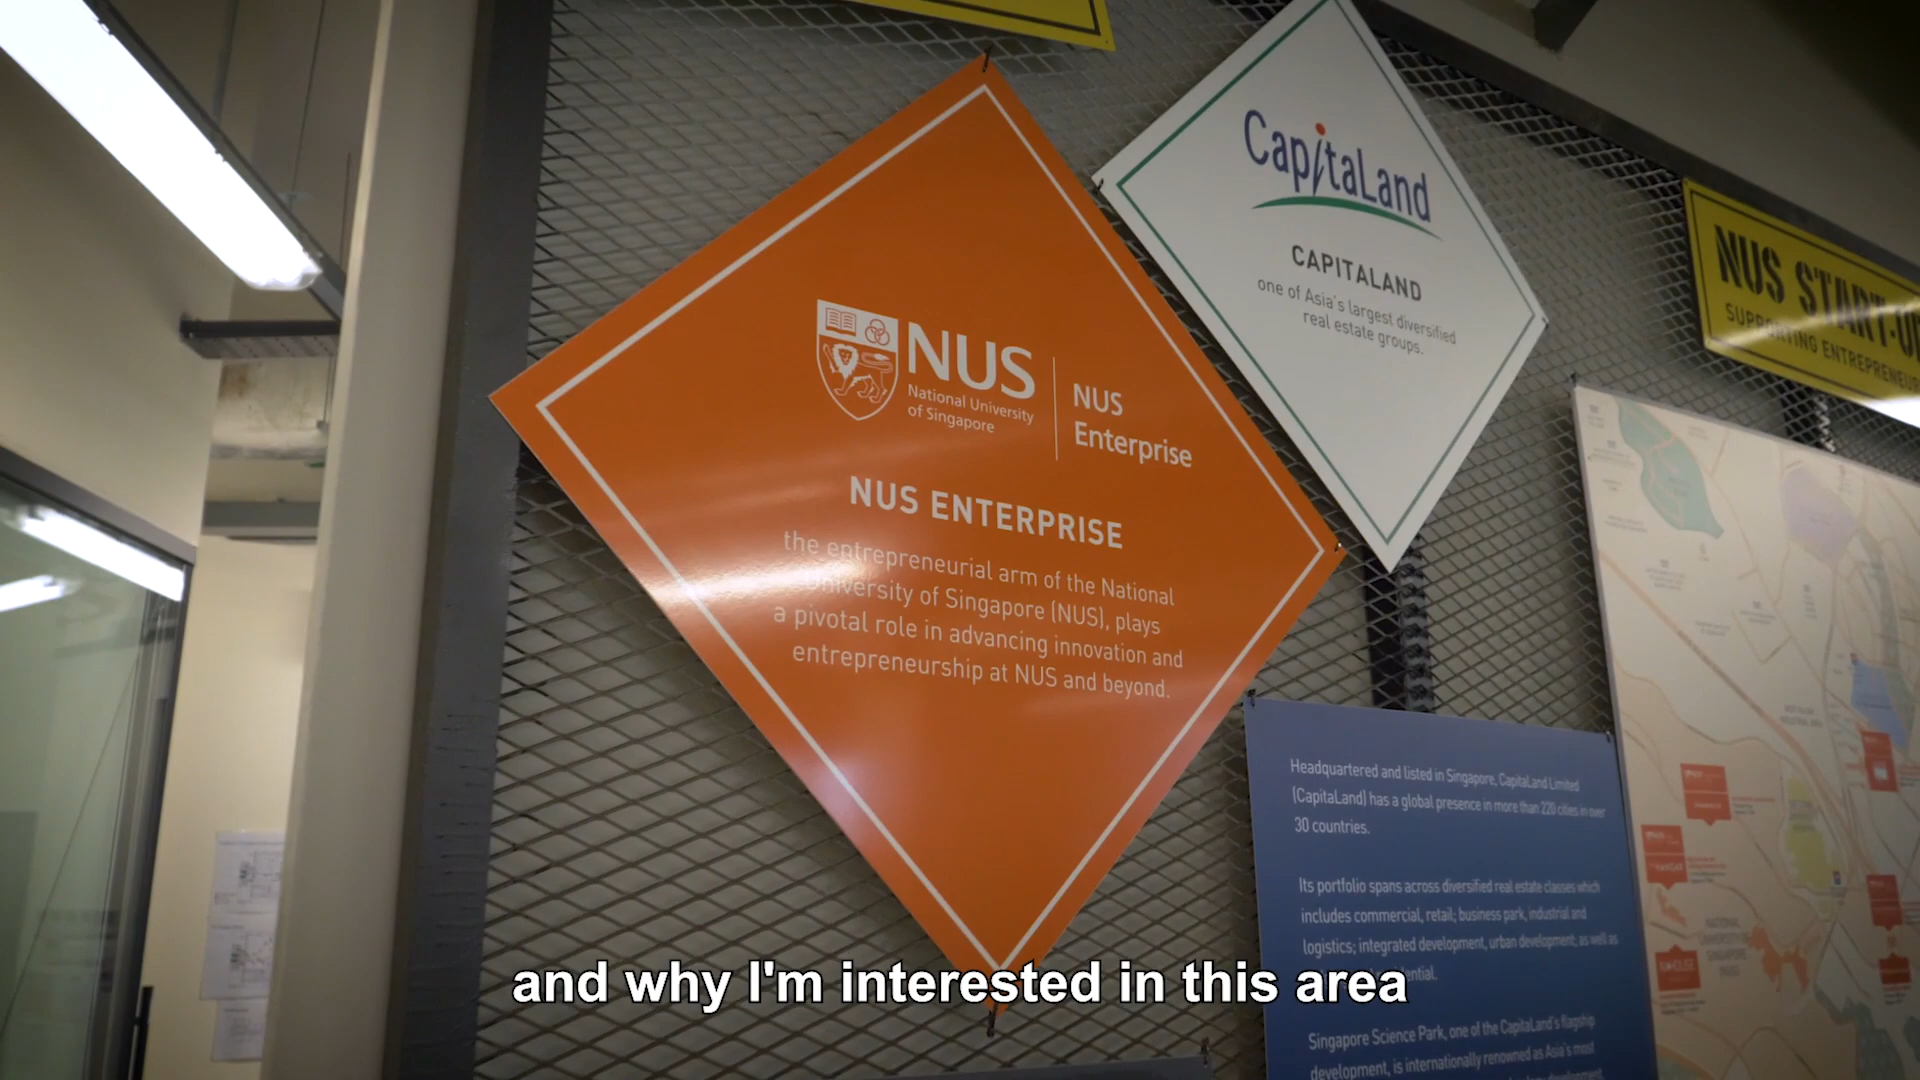 NUS
National University
of Singapore
NUS
Enterprise
NUS ENTERPRISE
the entrepreneurial arm of the National
University of Singapore (NUS), plays
a pivotal role in advancing innovation and
entrepreneurship at NUS and beyond.
CapitaLand
CAPITALAND
one of Asia's largest diversified
real estate groups.
NUS START-U
SUPPORTING ENTREPRENEUR
Headquartered and listed in Singapore, CapitaLand Limited
(CapitaLand) has a global presence in more than 220 cities in over
30 countries.
Its portfolio spans across diversified real estate classes which
includes commercial, retail; business park, industrial and
logistics; integrated development, urban development; as well as
Singapore Science Park, one of the CapitaLand's flagship
development, is internationally renowned as Asia's most
and why I'm interested in this area